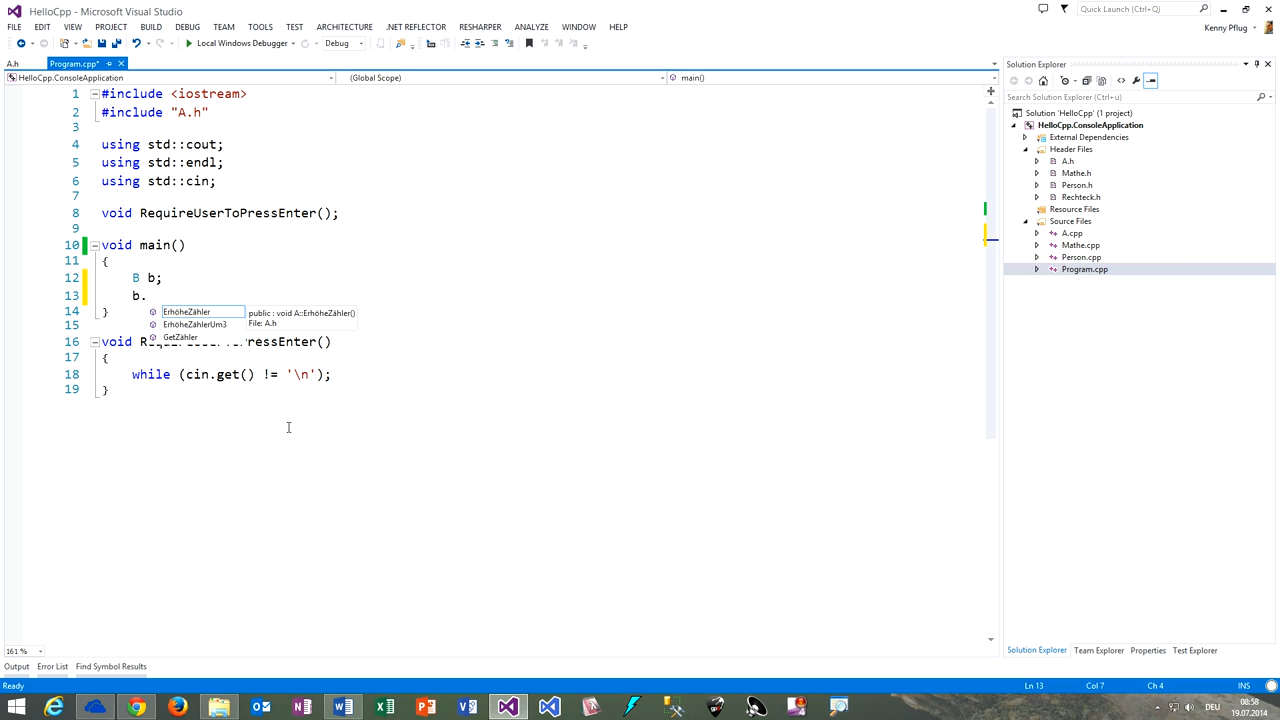 HelloCpp - Microsoft Visual Studio
Quick Launch (Ctrl+Q)
FILE EDIT VIEW PROJECT BUILD DEBUG TEAM TOOLS TEST ARCHITECTURE .NET REFLECTOR RESHARPER ANALYZE WINDOW HELP
Kenny Pflug
Local Windows Debugger Debug
A.h Program.cpp*
HelloCpp.ConsoleApplication (Global Scope) main()
1 #include <iostream>
2 #include "A.h"
3
4 using std::cout;
5 using std::endl;
6 using std::cin;
7
8 void RequireUserToPressEnter();
9
10 void main()
11 {
12 B b;
13 b.
ErhöheZähler public : void A::ErhöheZähler()
File: A.h
ErhöheZählerUm3
GetZähler
14 }
15
16 void RequireUserToPressEnter()
17 {
18 while (cin.get() != '\n');
19 }
161 %
Solution Explorer
Search Solution Explorer (Ctrl+ü)
Solution 'HelloCpp' (1 project)
HelloCpp.ConsoleApplication
External Dependencies
Header Files
A.h
Mathe.h
Person.h
Rechteck.h
Resource Files
Source Files
A.cpp
Mathe.cpp
Person.cpp
Program.cpp
Solution Explorer Team Explorer Properties Test Explorer
Output Error List Find Symbol Results
Ready Ln 13 Col 7 Ch 4 INS
DEU 08:58
19.07.2014